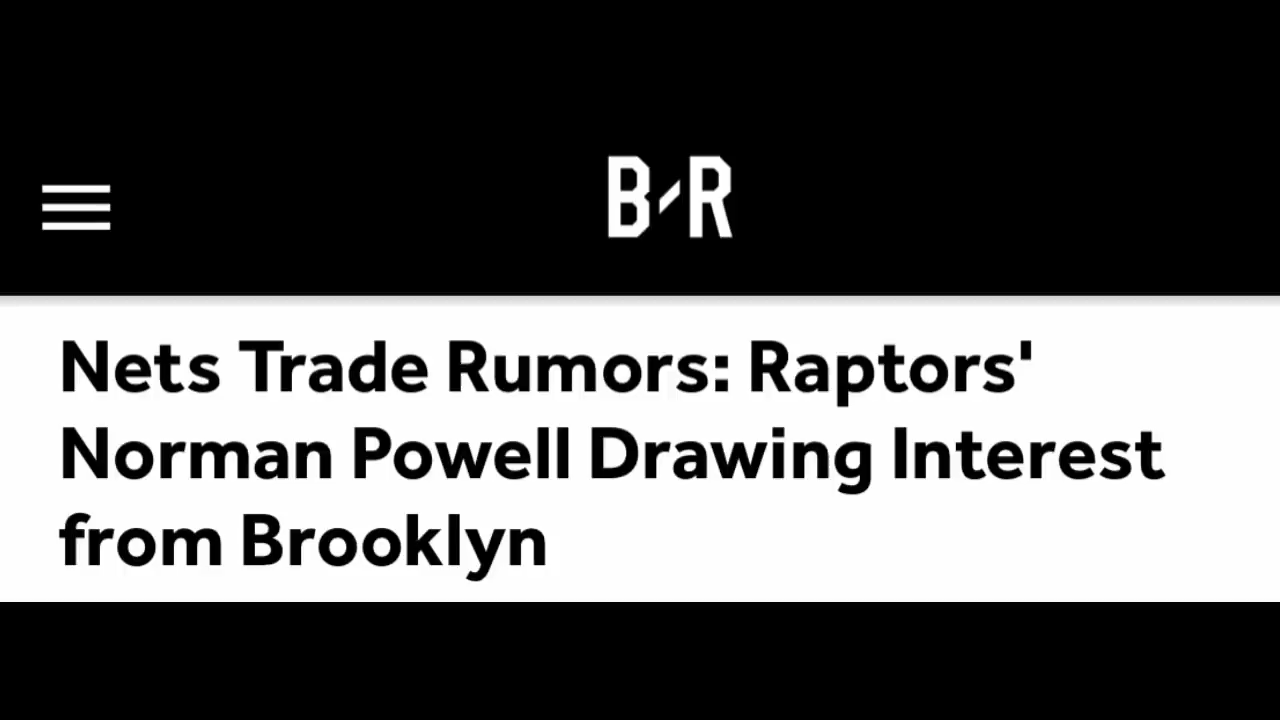 B/R
Nets Trade Rumors: Raptors'
Norman Powell Drawing Interest
from Brooklyn